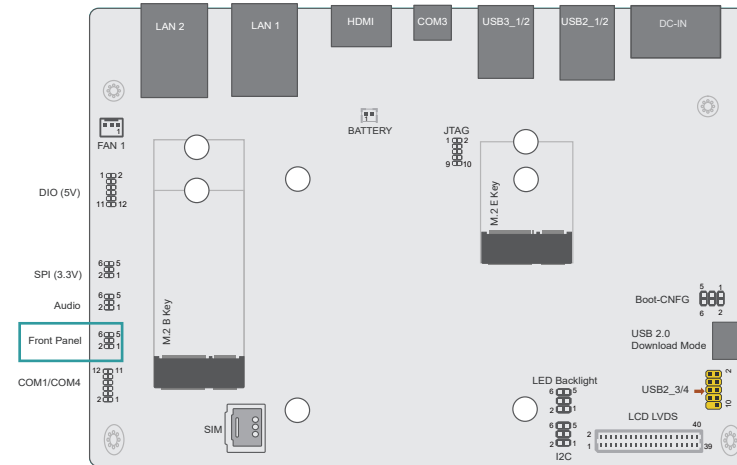 LAN 2
LAN 1
HDMI
COM3
USB3_1/2
USB2_1/2
DC-IN
1
FAN 1
1
BATTERY
JTAG
1 2
9 10
DIO (5V)
1 2
11 12
M.2 E Key
SPI (3.3V)
6 5
2 1
Audio
6 5
2 1
Front Panel
6 5
2 1
M.2 B Key
COM1/COM4
12 11
2 1
SIM
Boot-CNFG
5 1
6 2
USB 2.0
Download Mode
USB2_3/4
2
10
LED Backlight
6 5
2 1
6 5
2 1
I2C
LCD LVDS
40
2
1
39